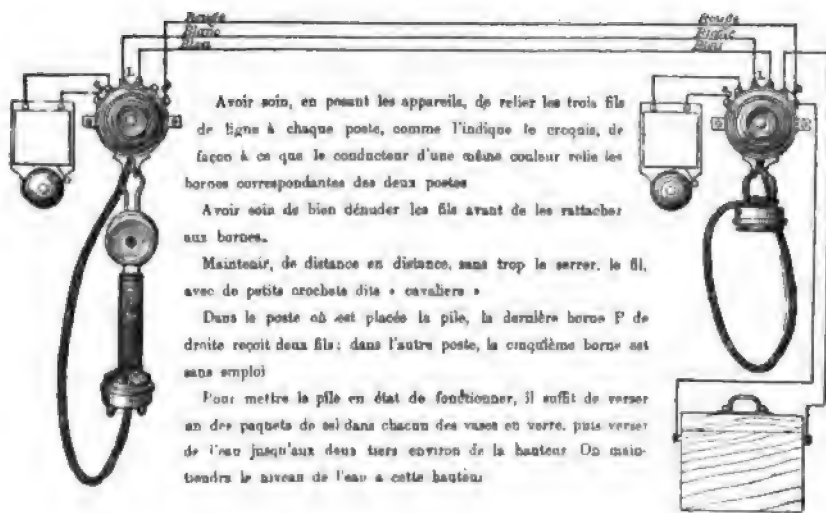 Rouge Rouge
Blanc Blanc
Bleu Bleu
L L
Avoir soin, en posant les appareils, de relier les trois fils
de ligne à chaque poste, comme l'indique le croquis, de
façon à ce que le conducteur d'une même couleur relie les
bornes correspondantes des deux postes
Avoir soin de bien dénuder les fils avant de les rattacher
aux bornes.
Maintenir, de distance en distance, sans trop le serrer, le fil,
avec de petits crochets dits « cavaliers »
Dans le poste où est placée la pile, la dernière borne P de
droite reçoit deux fils; dans l'autre poste, la cinquième borne est
sans emploi
Pour mettre la pile en état de fonctionner, il suffit de verser
un des paquets de sel dans chacun des vases en verre, puis verser
de l'eau jusqu'aux deux tiers environ de la hauteur On main-
tiendra le niveau de l'eau a cette hauteur